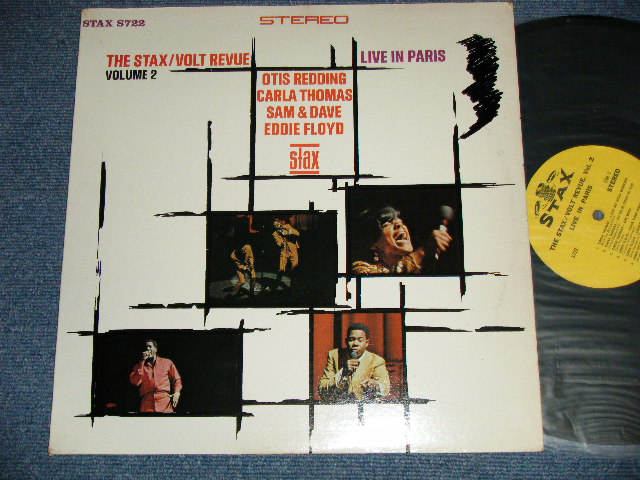 STAX S722
STEREO
THE STAX/VOLT REVUE
VOLUME 2
LIVE IN PARIS
OTIS REDDING
CARLA THOMAS
SAM & DAVE
EDDIE FLOYD
stax
STAX
THE STAX/VOLT REVUE, Vol. 2
LIVE IN PARIS
STEREO